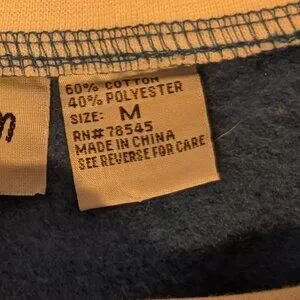 60% COTTON
40% POLYESTER
SIZE: M
RN# 78545
MADE IN CHINA
SEE REVERSE FOR CARE